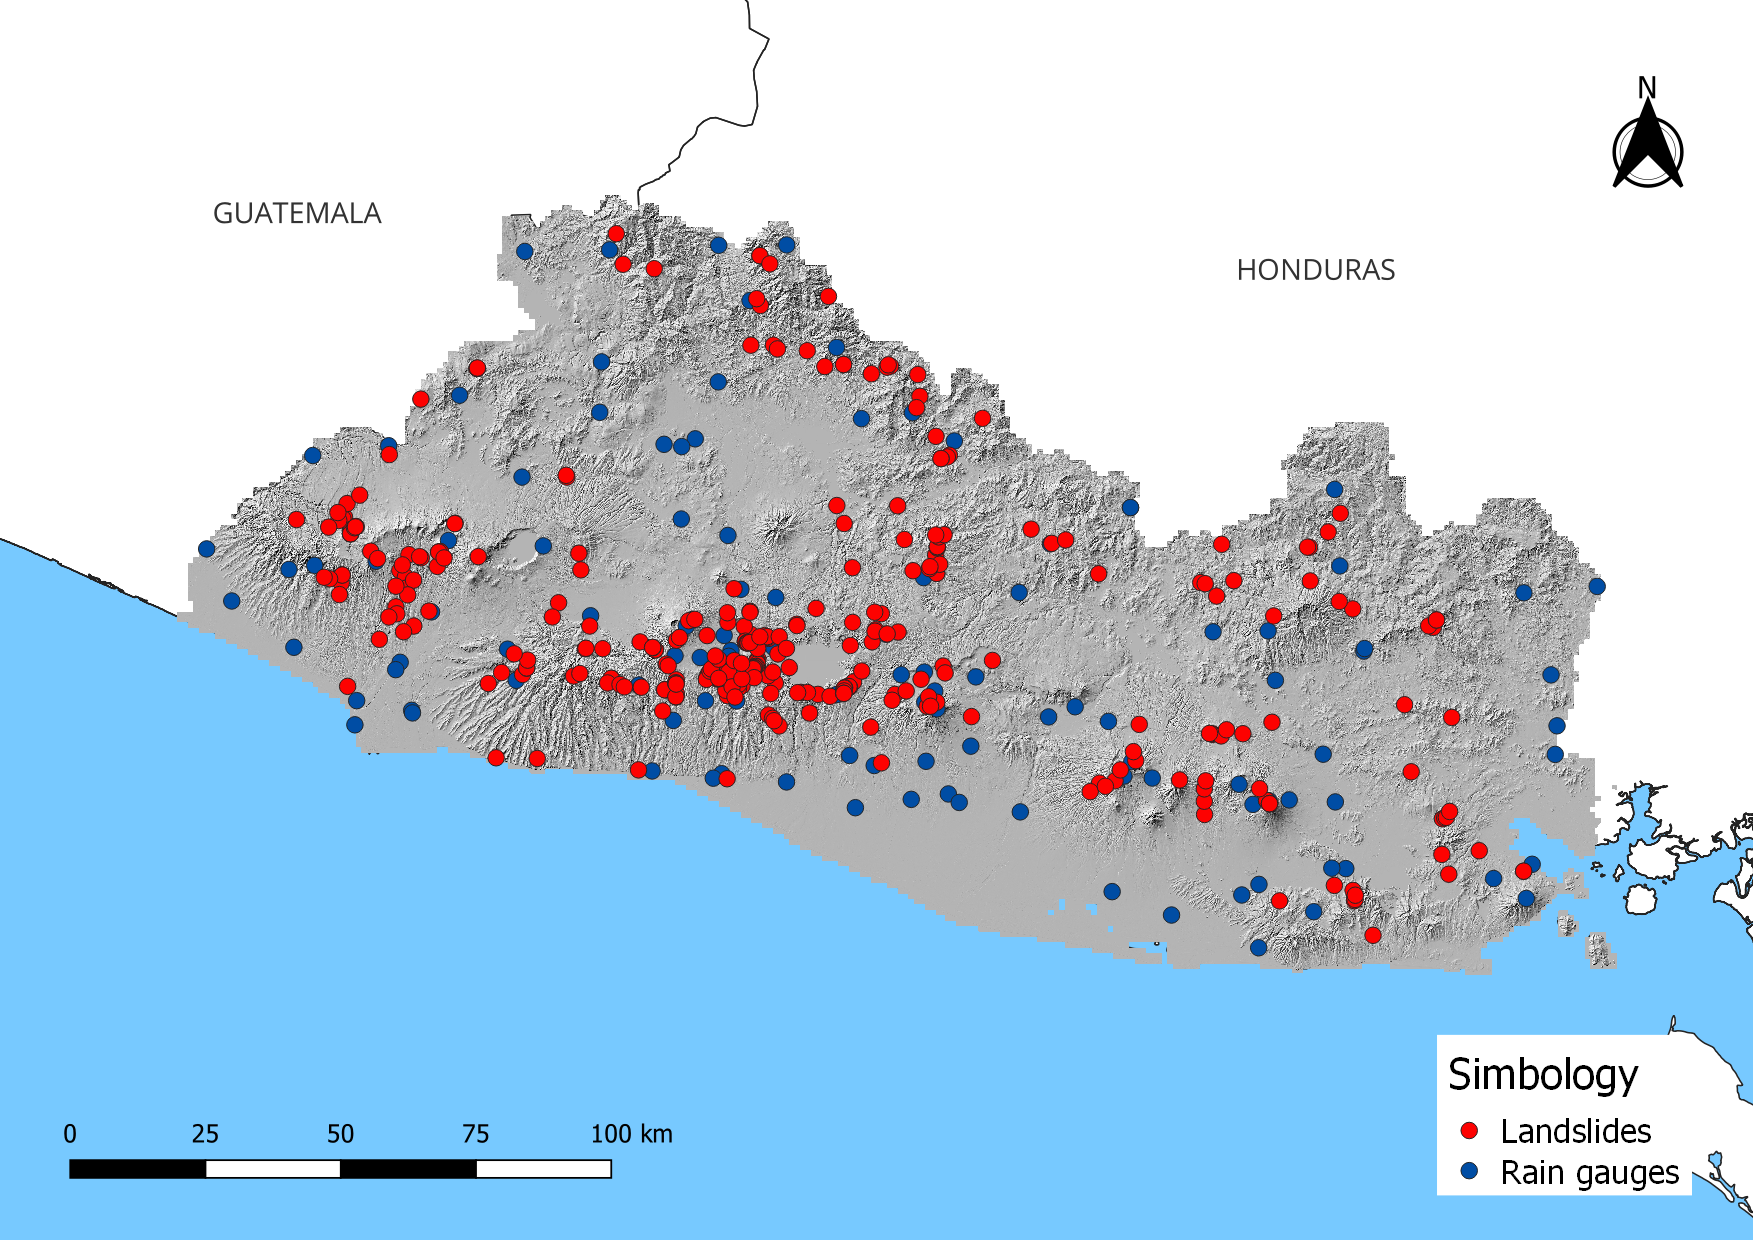 N
GUATEMALA
HONDURAS
Simbology
Landslides
Rain gauges
0 25 50 75 100 km